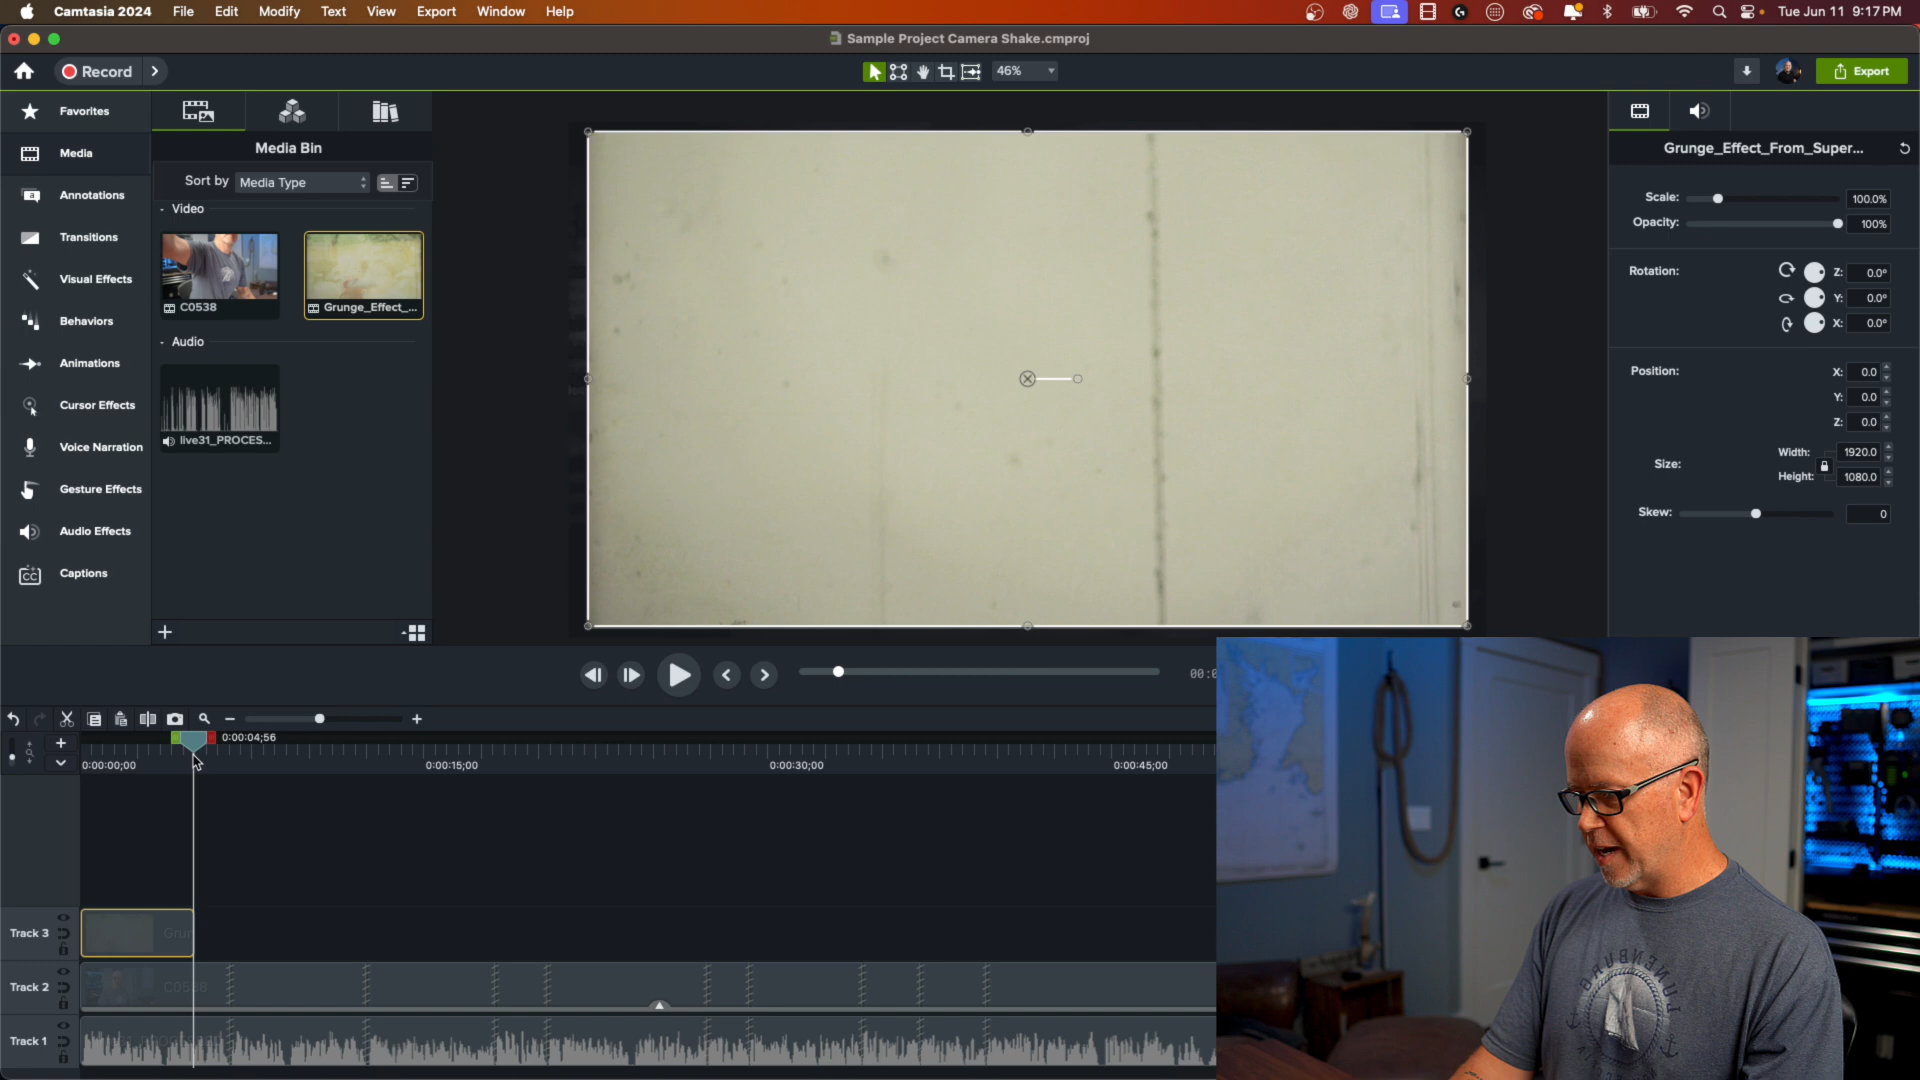 Camtasia 2024 File Edit Modify Text View Export Window Help Tue Jun 11 9:17 PM
Sample Project Camera Shake.cmproj
Record 46% Export
Favorites
Media
Annotations
Transitions
Visual Effects
Behaviors
Animations
Cursor Effects
Voice Narration
Gesture Effects
Audio Effects
Captions
Media Bin
Sort by Media Type
Video
C0538 Grunge_Effect_...
Audio
live31_PROCES...
Grunge_Effect_From_Super...
Scale: 100.0%
Opacity: 100%
Rotation: Z: 0.0°
Y: 0.0°
X: 0.0°
Position: X: 0.0
Y: 0.0
Z: 0.0
Size: Width: 1920.0
Height: 1080.0
Skew: 0
0:00:04;56
0:00:00;00 0:00:15;00 0:00:30;00 0:00:45;00
Track 3
Track 2 C0538
Track 1